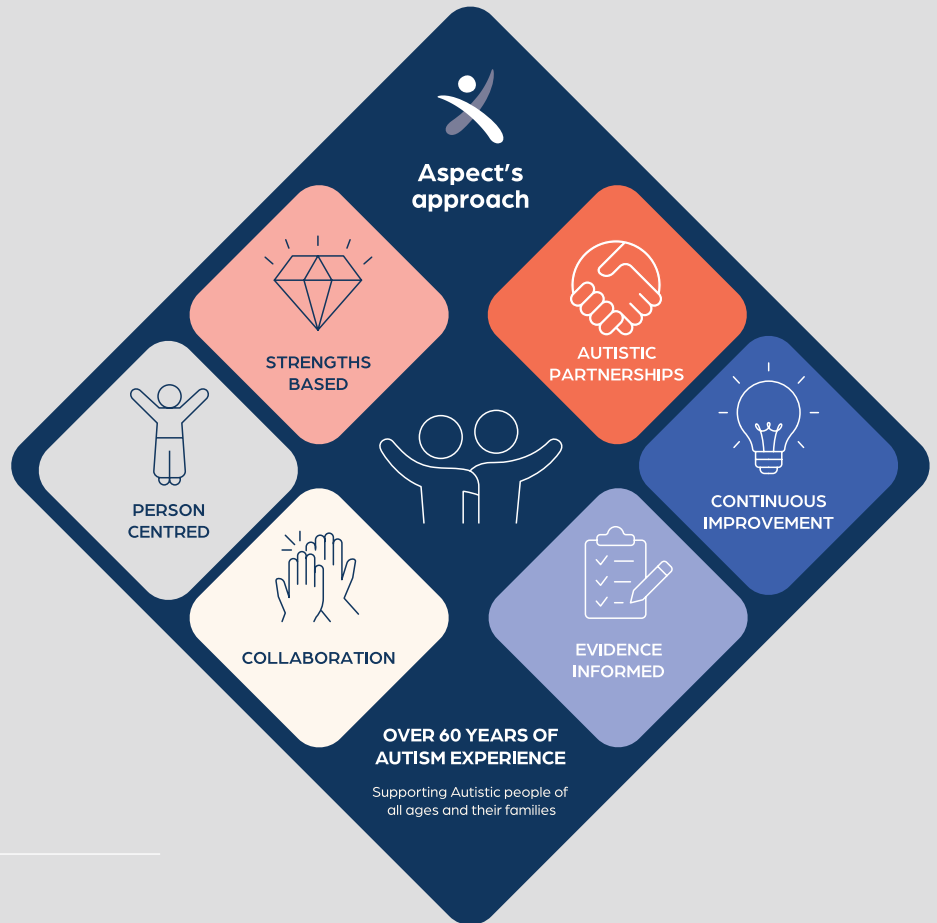 Aspect's
approach
STRENGTHS
BASED
AUTISTIC
PARTNERSHIPS
PERSON
CENTRED
CONTINUOUS
IMPROVEMENT
COLLABORATION
EVIDENCE
INFORMED
OVER 60 YEARS OF
AUTISM EXPERIENCE
Supporting Autistic people of
all ages and their families